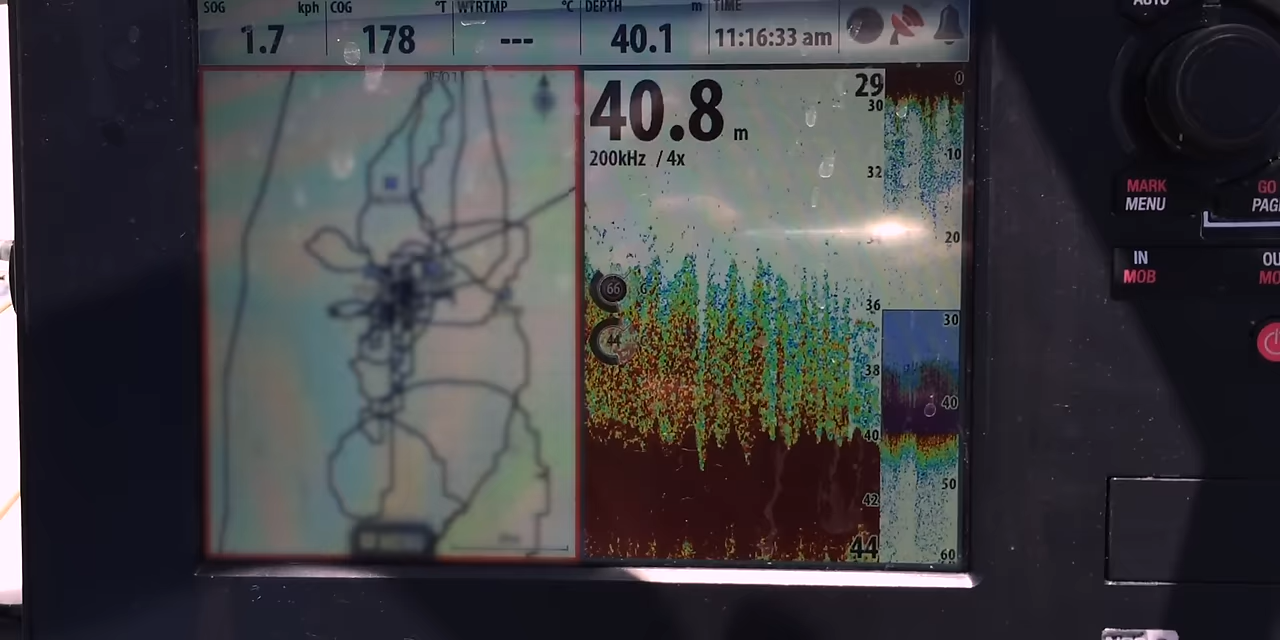 AUTO
SOG kph COG °T WTRTMP °C DEPTH m TIME
1.7 178 --- 40.1 11:16:33 am
40.8 m
200kHz / 4x
29
30
32
36
38
40
42
44
0
10
20
30
40
50
60
66
44
MARK
MENU
IN
MOB